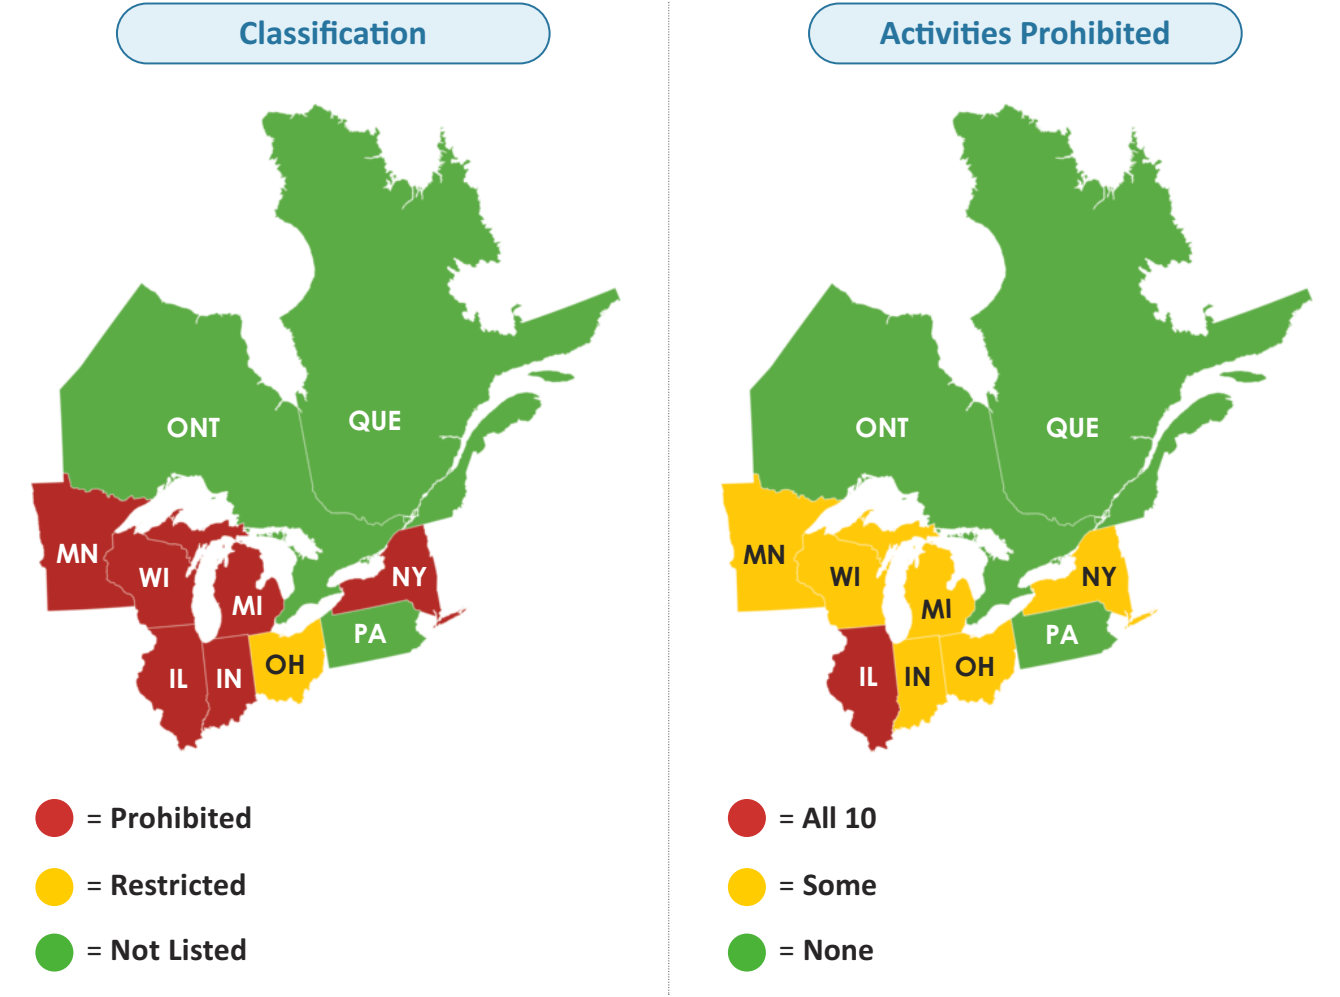 Classification
ONT
QUE
MN
WI
MI
NY
PA
IL
IN
OH
= Prohibited
= Restricted
= Not Listed
Activities Prohibited
ONT
QUE
MN
WI
MI
NY
PA
IL
IN
OH
= All 10
= Some
= None